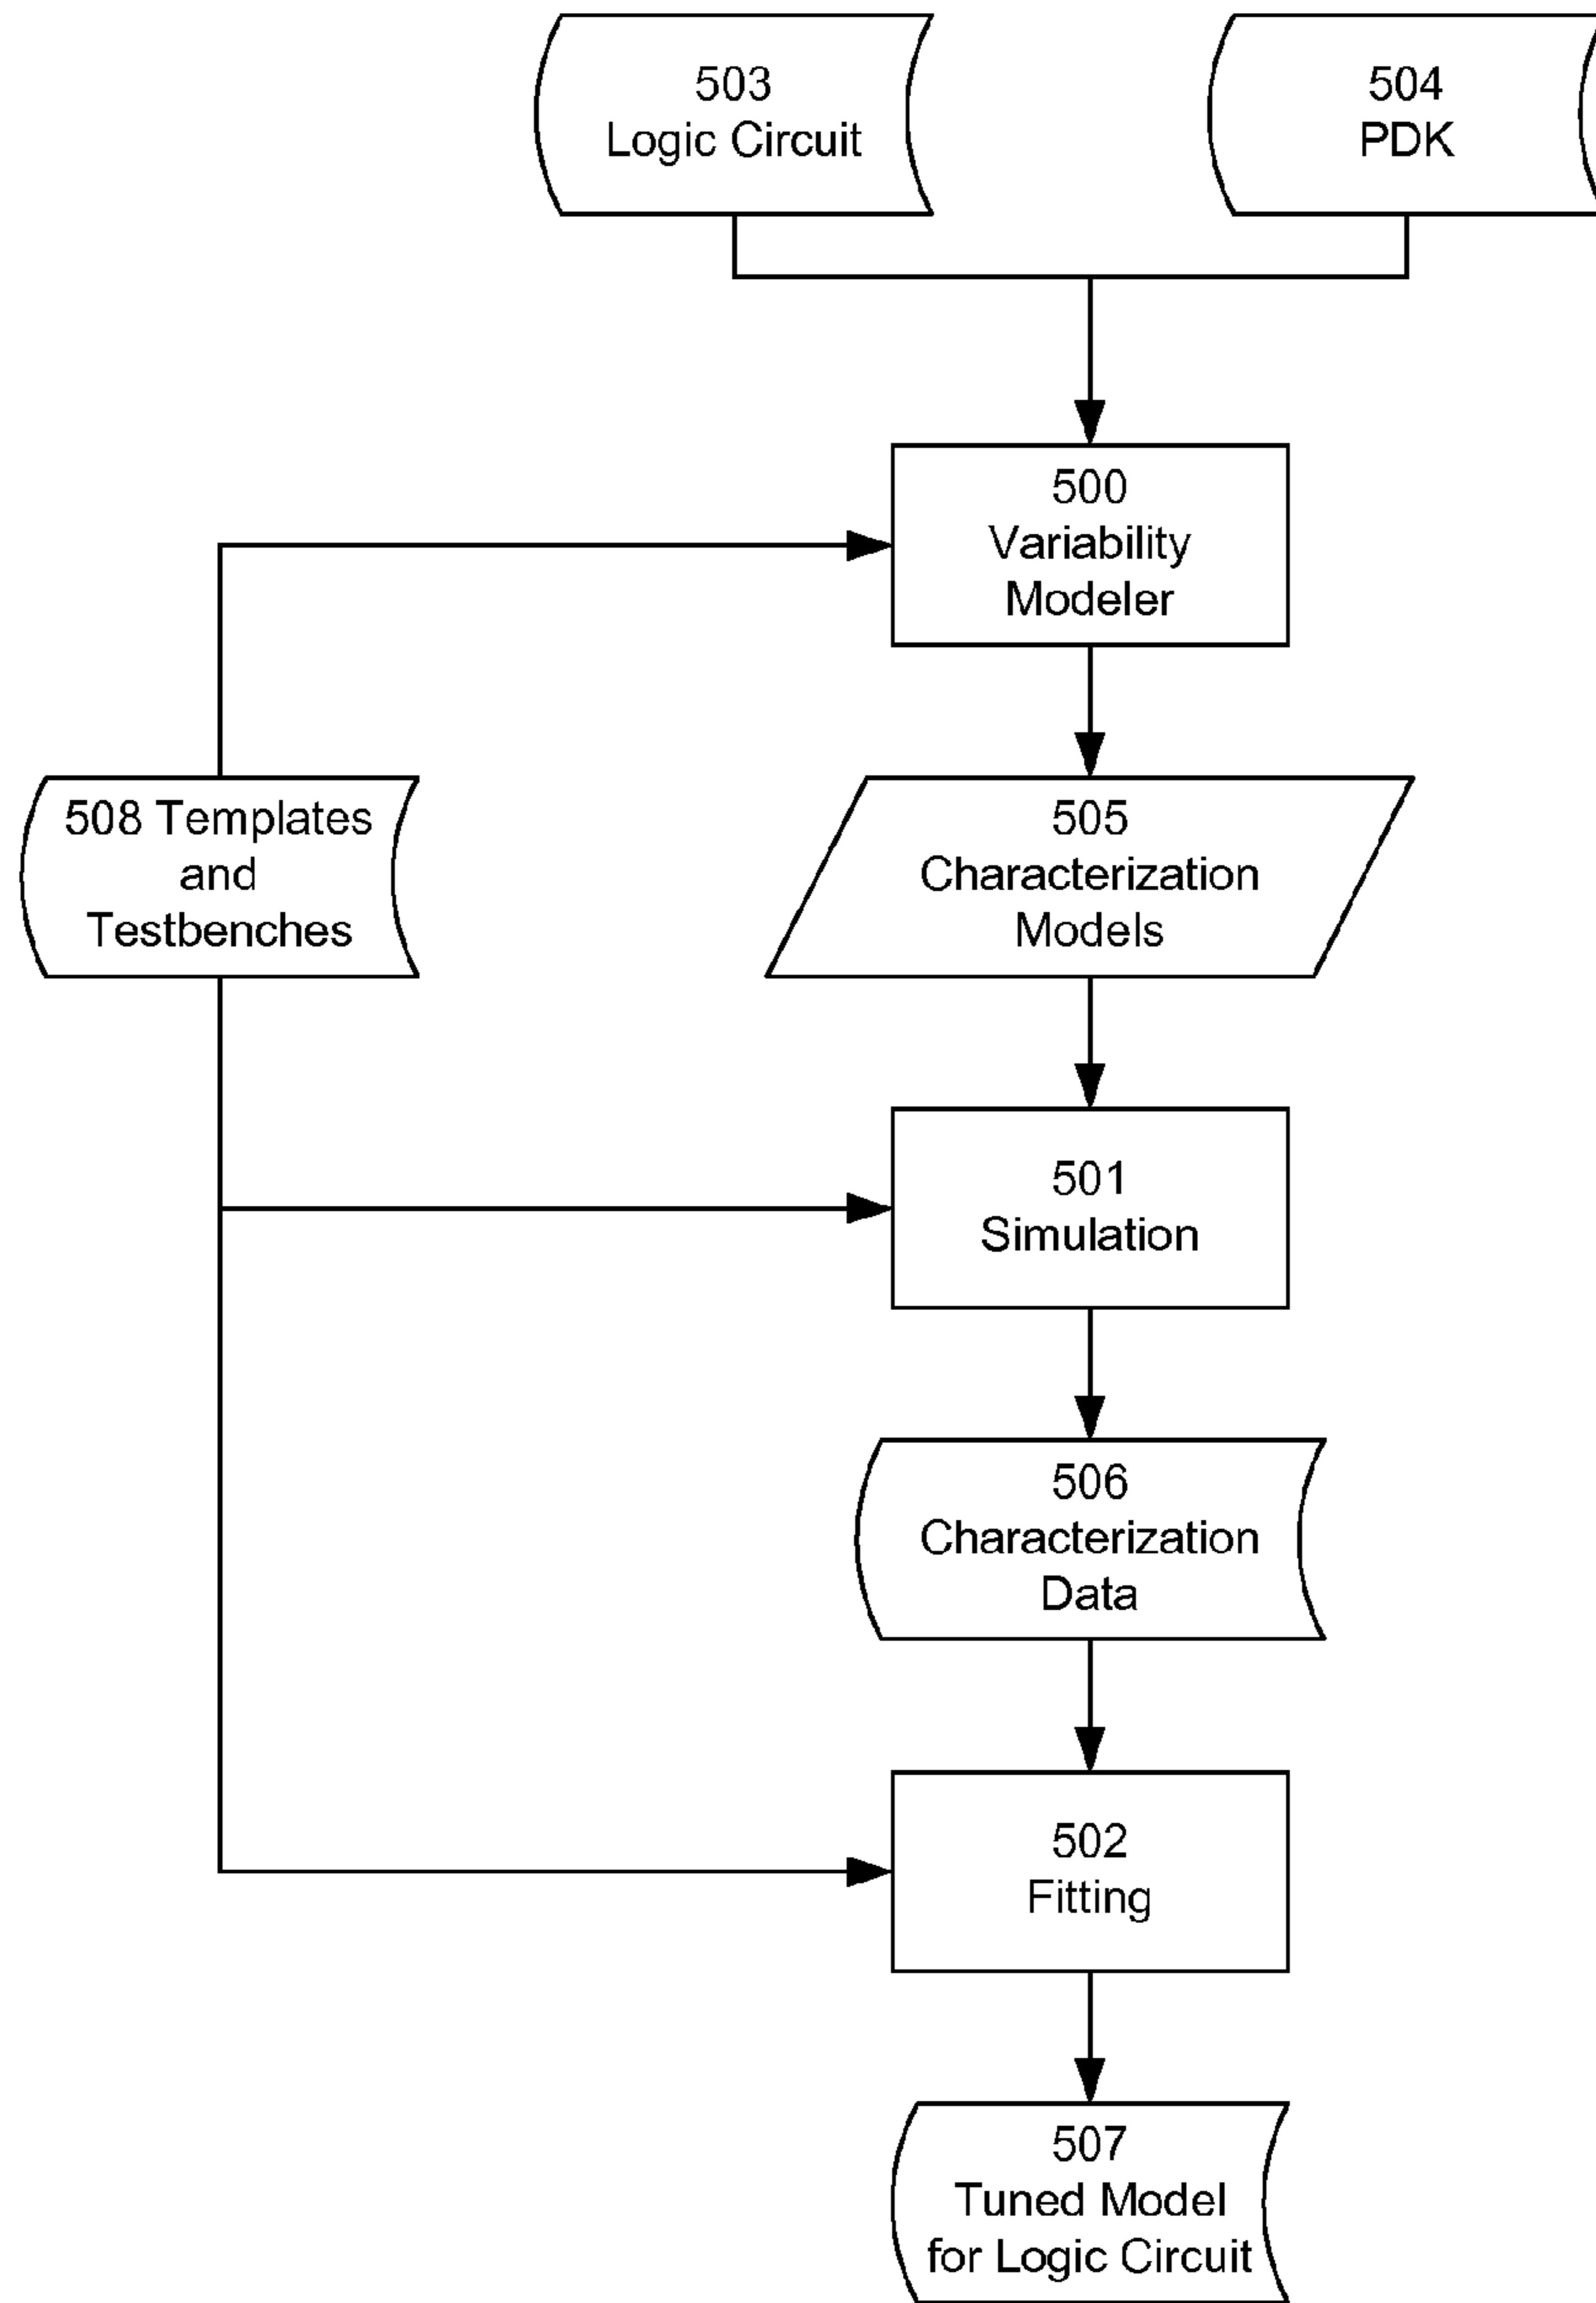 503
Logic Circuit
504
PDK
500
Variability
Modeler
508 Templates
and
Testbenches
505
Characterization
Models
501
Simulation
506
Characterization
Data
502
Fitting
507
Tuned Model
for Logic Circuit